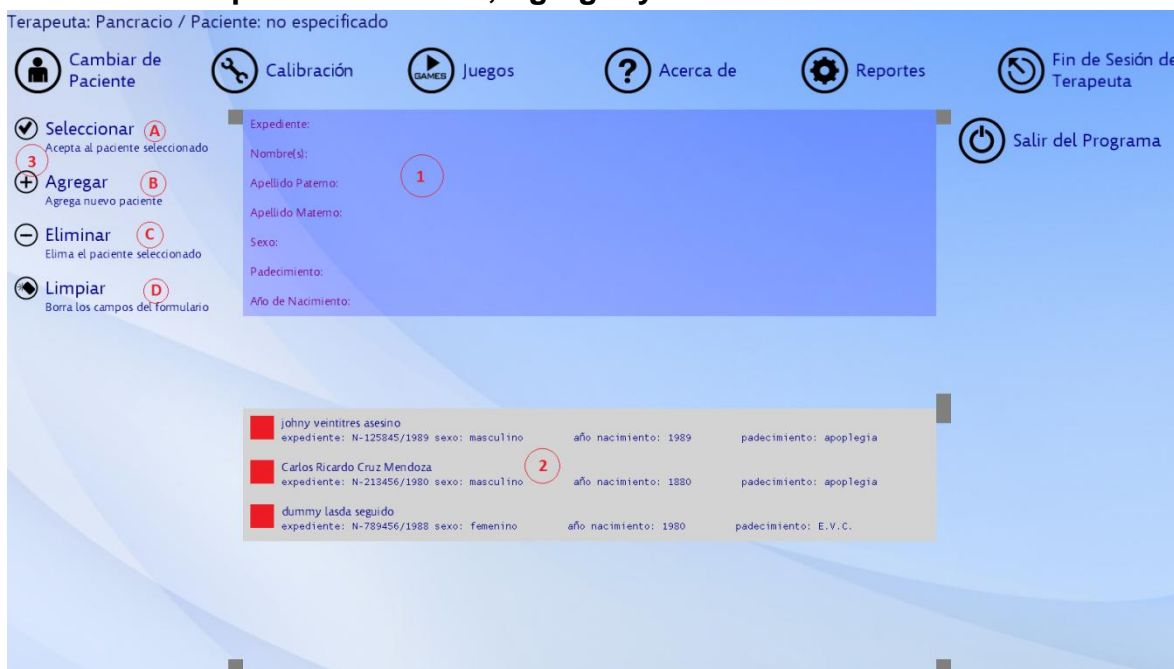 Terapeuta: Pancracio / Paciente: no especificado
Cambiar de
Paciente
Calibración
GAMES
Juegos
?
Acerca de
Reportes
Fin de Sesión de
Terapeuta
Seleccionar A
Acepta al paciente seleccionado
3
Agregar B
Agrega nuevo paciente
Eliminar C
Elima el paciente seleccionado
Limpiar D
Borra los campos del formulario
Expediente:
Nombre(s):
Apellido Paterno:
1
Apellido Materno:
Sexo:
Padecimiento:
Año de Nacimiento:
Salir del Programa
johny veintitres asesino
expediente: N-125845/1989 sexo: masculino año nacimiento: 1989 padecimiento: apoplegia
Carlos Ricardo Cruz Mendoza
2
expediente: N-213456/1980 sexo: masculino año nacimiento: 1880 padecimiento: apoplegia
dummy lasda seguido
expediente: N-789456/1988 sexo: femenino año nacimiento: 1980 padecimiento: E.V.C.